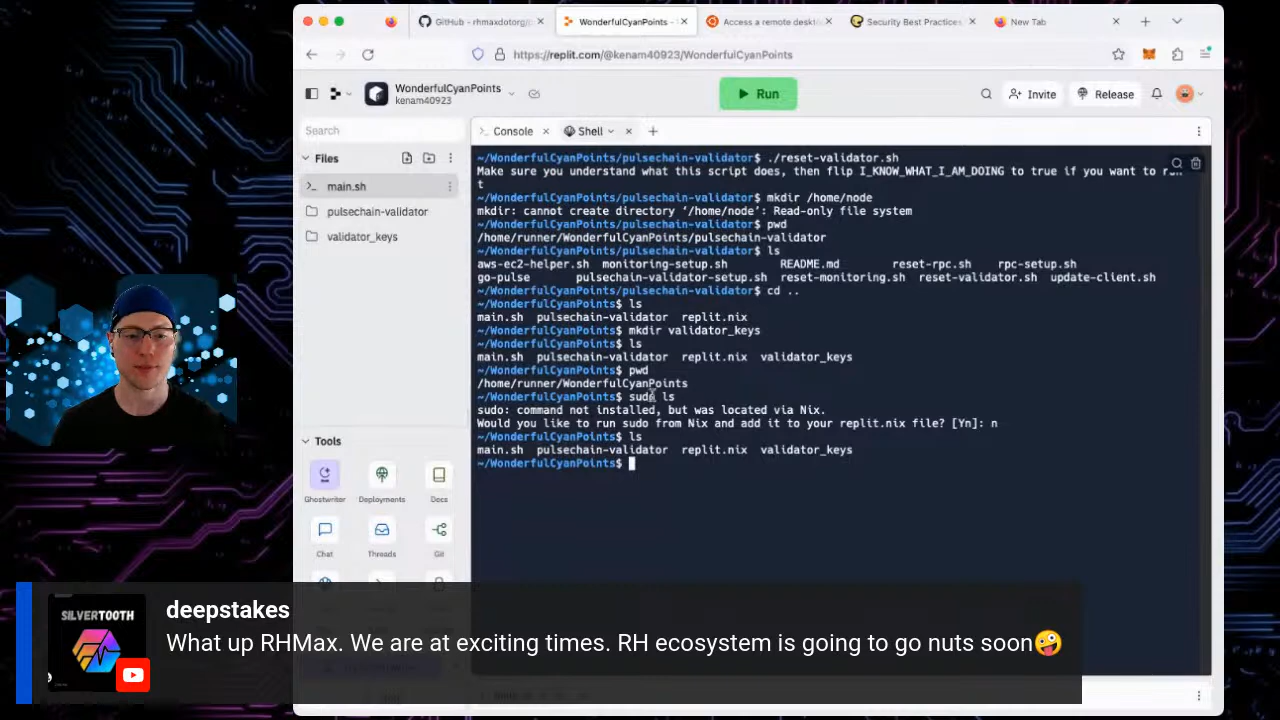 GitHub - rhmaxdotorg/
WonderfulCyanPoints -
Access a remote deskto
Security Best Practices
New Tab
https://replit.com/@kenam40923/WonderfulCyanPoints
WonderfulCyanPoints
kenam40923
Run
Invite
Release
Search
Console
Shell
Files
main.sh
pulsechain-validator
validator_keys
~/WonderfulCyanPoints/pulsechain-validator$ ./reset-validator.sh
Make sure you understand what this script does, then flip I_KNOW_WHAT_I_AM_DOING to true if you want to run
t
~/WonderfulCyanPoints/pulsechain-validator$ mkdir /home/node
mkdir: cannot create directory ‘/home/node’: Read-only file system
~/WonderfulCyanPoints/pulsechain-validator$ pwd
/home/runner/WonderfulCyanPoints/pulsechain-validator
~/WonderfulCyanPoints/pulsechain-validator$ ls
aws-ec2-helper.sh monitoring-setup.sh README.md reset-rpc.sh rpc-setup.sh
go-pulse pulsechain-validator-setup.sh reset-monitoring.sh reset-validator.sh update-client.sh
~/WonderfulCyanPoints/pulsechain-validator$ cd ..
~/WonderfulCyanPoints$ ls
main.sh pulsechain-validator replit.nix
~/WonderfulCyanPoints$ mkdir validator_keys
~/WonderfulCyanPoints$ ls
main.sh pulsechain-validator replit.nix validator_keys
~/WonderfulCyanPoints$ pwd
/home/runner/WonderfulCyanPoints
~/WonderfulCyanPoints$ sudo ls
sudo: command not installed, but was located via Nix.
Would you like to run sudo from Nix and add it to your replit.nix file? [Yn]: n
~/WonderfulCyanPoints$ ls
main.sh pulsechain-validator replit.nix validator_keys
~/WonderfulCyanPoints$
Tools
Ghostwriter
Deployments
Docs
Chat
Threads
Git
SILVERTOOTH
deepstakes
What up RHMax. We are at exciting times. RH ecosystem is going to go nuts soon🤪